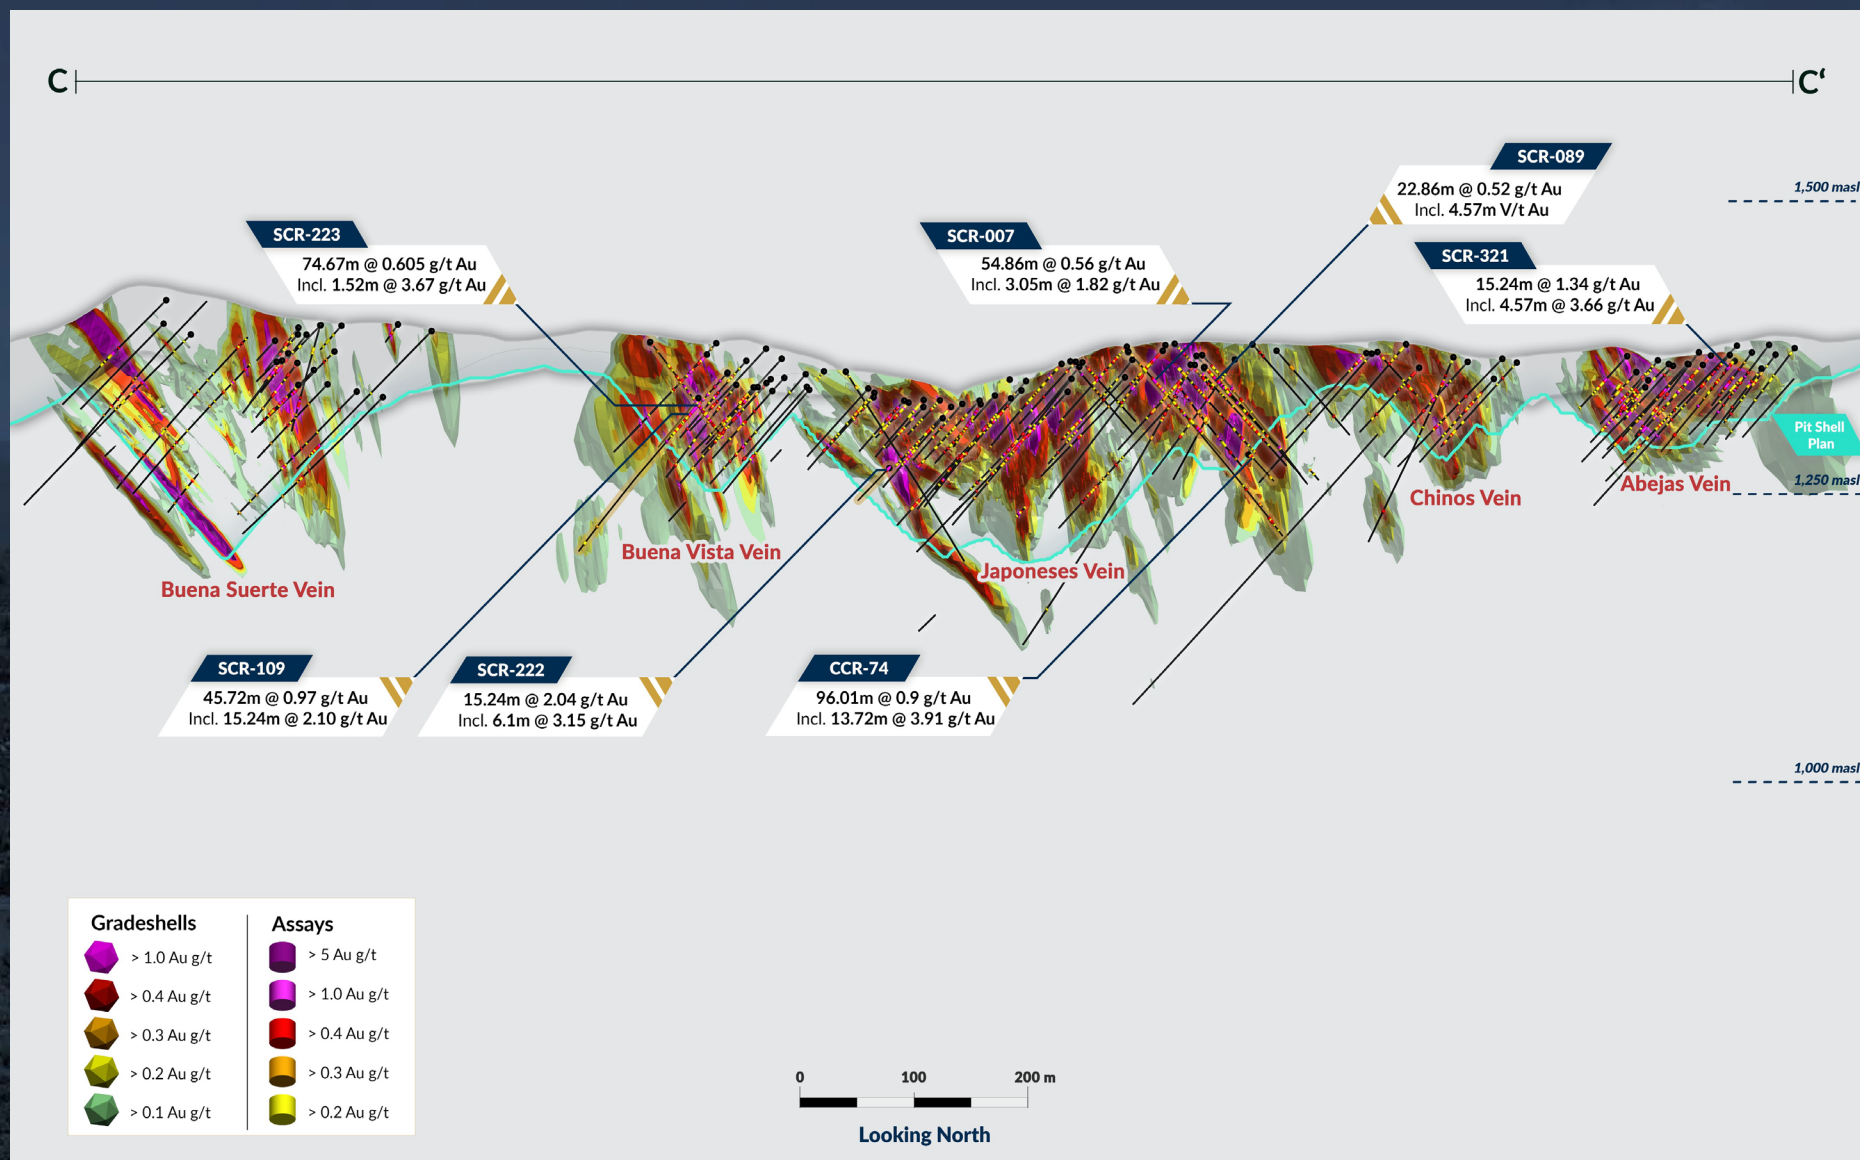 C
C‘
SCR-089
22.86m @ 0.52 g/t Au
Incl. 4.57m V/t Au
1,500 masl
SCR-223
74.67m @ 0.605 g/t Au
Incl. 1.52m @ 3.67 g/t Au
SCR-007
54.86m @ 0.56 g/t Au
Incl. 3.05m @ 1.82 g/t Au
SCR-321
15.24m @ 1.34 g/t Au
Incl. 4.57m @ 3.66 g/t Au
Pit Shell
Plan
1,250 masl
Buena Suerte Vein
Buena Vista Vein
Japoneses Vein
Chinos Vein
Abejas Vein
SCR-109
45.72m @ 0.97 g/t Au
Incl. 15.24m @ 2.10 g/t Au
SCR-222
15.24m @ 2.04 g/t Au
Incl. 6.1m @ 3.15 g/t Au
CCR-74
96.01m @ 0.9 g/t Au
Incl. 13.72m @ 3.91 g/t Au
1,000 masl
Gradeshells
> 1.0 Au g/t
> 0.4 Au g/t
> 0.3 Au g/t
> 0.2 Au g/t
> 0.1 Au g/t
Assays
> 5 Au g/t
> 1.0 Au g/t
> 0.4 Au g/t
> 0.3 Au g/t
> 0.2 Au g/t
0 100 200 m
Looking North